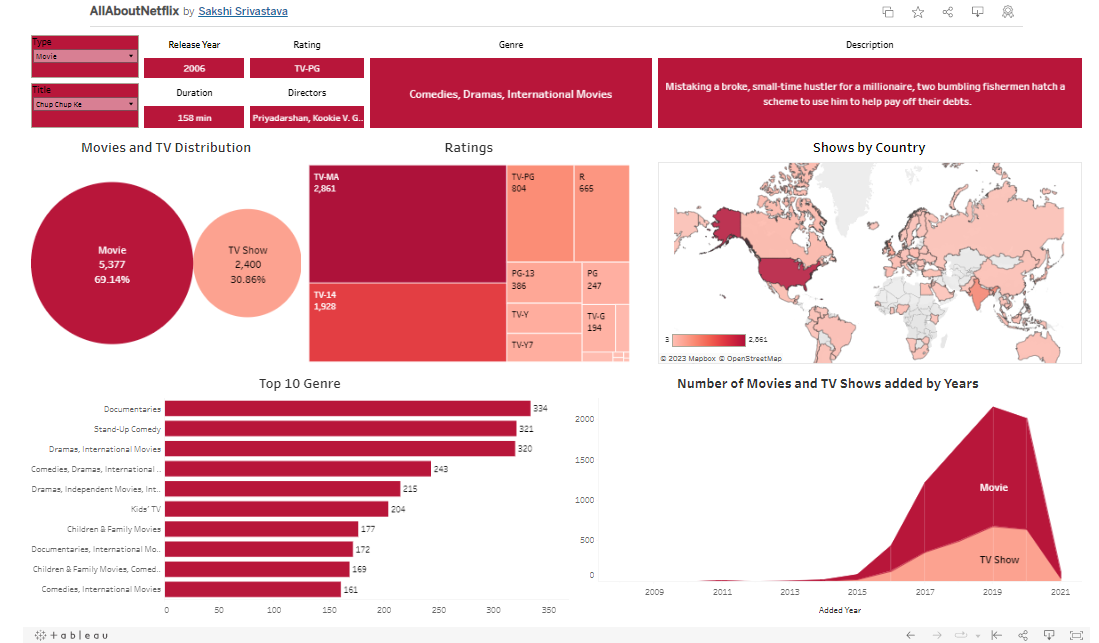 AllAboutNetflix by Sakshi Srivastava
Type
Movie
Title
Chup Chup Ke
Release Year
2006
Duration
158 min
Rating
TV-PG
Directors
Priyadarshan, Kookie V. G..
Genre
Comedies, Dramas, International Movies
Description
Mistaking a broke, small-time hustler for a millionaire, two bumbling fishermen hatch a
scheme to use him to help pay off their debts.
Movies and TV Distribution
Movie
5,377
69.14%
TV Show
2,400
30.86%
Ratings
TV-MA
2,861
TV-14
1,928
TV-PG
804
R
665
PG-13
386
PG
247
TV-Y
TV-Y7
TV-G
194
Shows by Country
3
2,861
© 2023 Mapbox © OpenStreetMap
Top 10 Genre
Documentaries 334
Stand-Up Comedy 321
Dramas, International Movies 320
Comedies, Dramas, International .. 243
Dramas, Independent Movies, Int.. 215
Kids' TV 204
Children & Family Movies 177
Documentaries, International Mo.. 172
Children & Family Movies, Comed.. 169
Comedies, International Movies 161
0 50 100 150 200 250 300 350
Number of Movies and TV Shows added by Years
2000
1500
1000
500
0
Movie
TV Show
2009 2011 2013 2015 2017 2019 2021
Added Year
+ a b l e a u